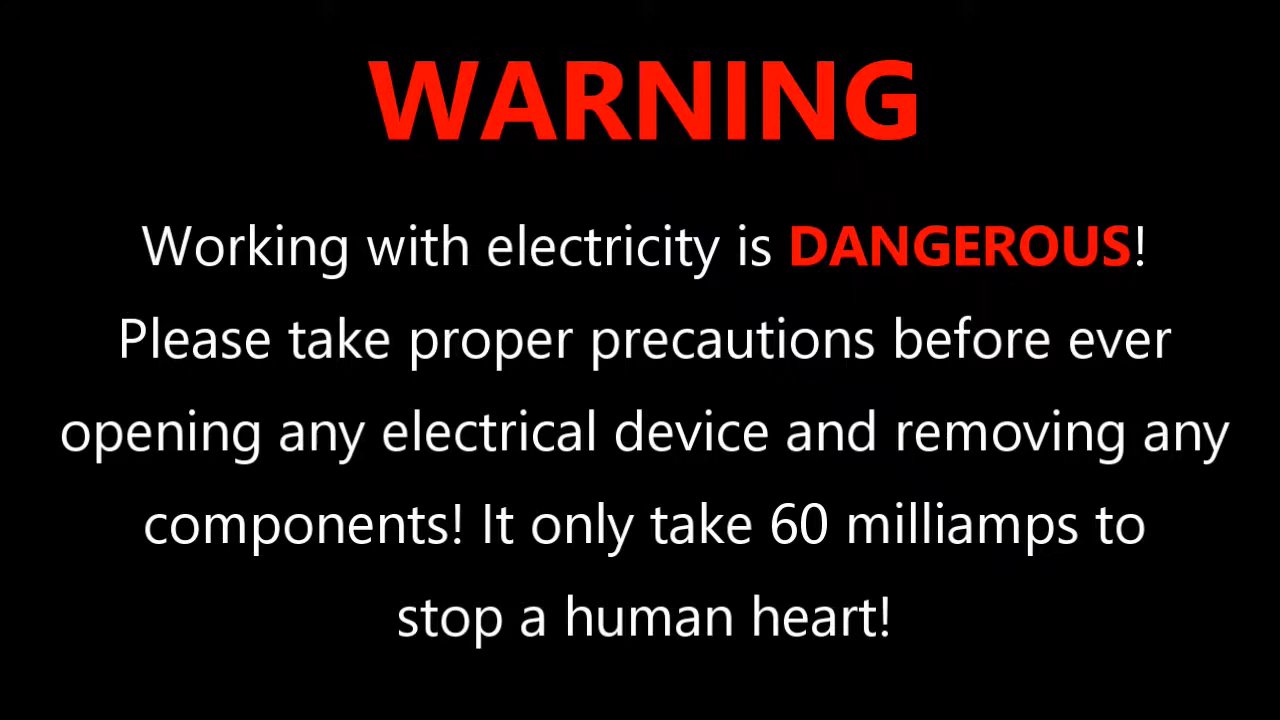 WARNING
Working with electricity is DANGEROUS!
Please take proper precautions before ever
opening any electrical device and removing any
components! It only take 60 milliamps to
stop a human heart!